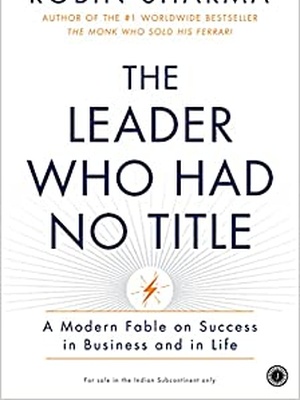 ROBIN SHARMA
AUTHOR OF THE #1 WORLDWIDE BESTSELLER
THE MONK WHO SOLD HIS FERRARI
THE
LEADER
WHO HAD
NO TITLE
A Modern Fable on Success
in Business and in Life
For sale in the Indian Subcontinent only